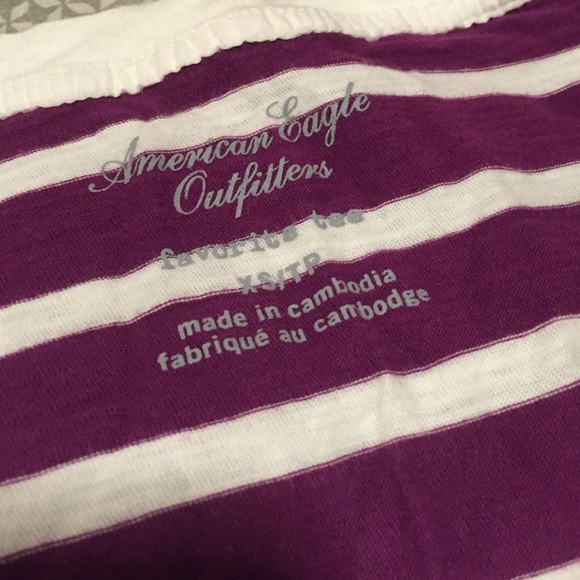 American Eagle
Outfitters
favorite tee
XS/TP
made in cambodia
fabriqué au cambodge